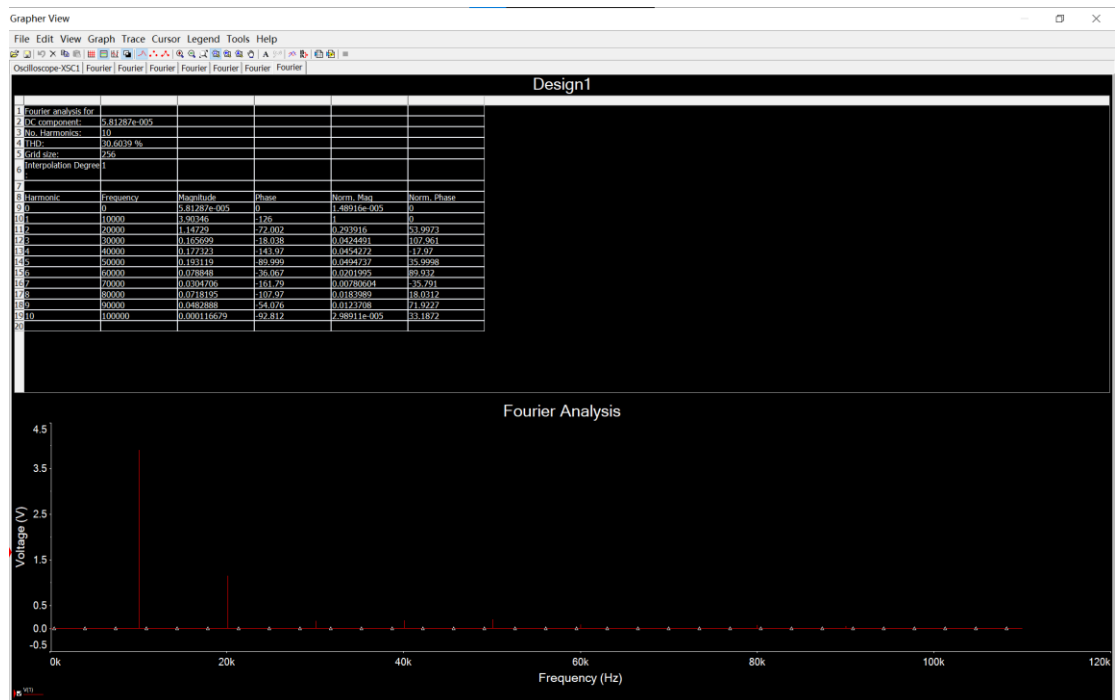 Grapher View
File Edit View Graph Trace Cursor Legend Tools Help
Oscilloscope-XSC1 Fourier Fourier Fourier Fourier Fourier Fourier Fourier
Design1
1 Fourier analysis for
2 DC component: 5.81287e-005
3 No. Harmonics: 10
4 THD: 30.6039 %
5 Grid size: 256
6 Interpolation Degree 1
7
8 Harmonic Frequency Magnitude Phase Norm. Mag Norm. Phase
9 0 0 5.81287e-005 0 1.48916e-005 0
10 1 10000 3.90346 -126 1 0
11 2 20000 1.14729 -72.002 0.293916 53.9973
12 3 30000 0.165699 -18.038 0.0424491 107.961
13 4 40000 0.177323 -143.97 0.0454272 -17.97
14 5 50000 0.193119 -89.999 0.0494737 35.9998
15 6 60000 0.078848 -36.067 0.0201995 89.932
16 7 70000 0.0304706 -161.79 0.00780604 -35.791
17 8 80000 0.0718195 -107.97 0.0183989 18.0312
18 9 90000 0.0482888 -54.076 0.0123708 71.9227
19 10 100000 0.000116679 -92.812 2.98911e-005 33.1872
20
Fourier Analysis
Voltage (V)
4.5
3.5
2.5
1.5
0.5
0.0
-0.5
0k 20k 40k 60k 80k 100k 120k
Frequency (Hz)